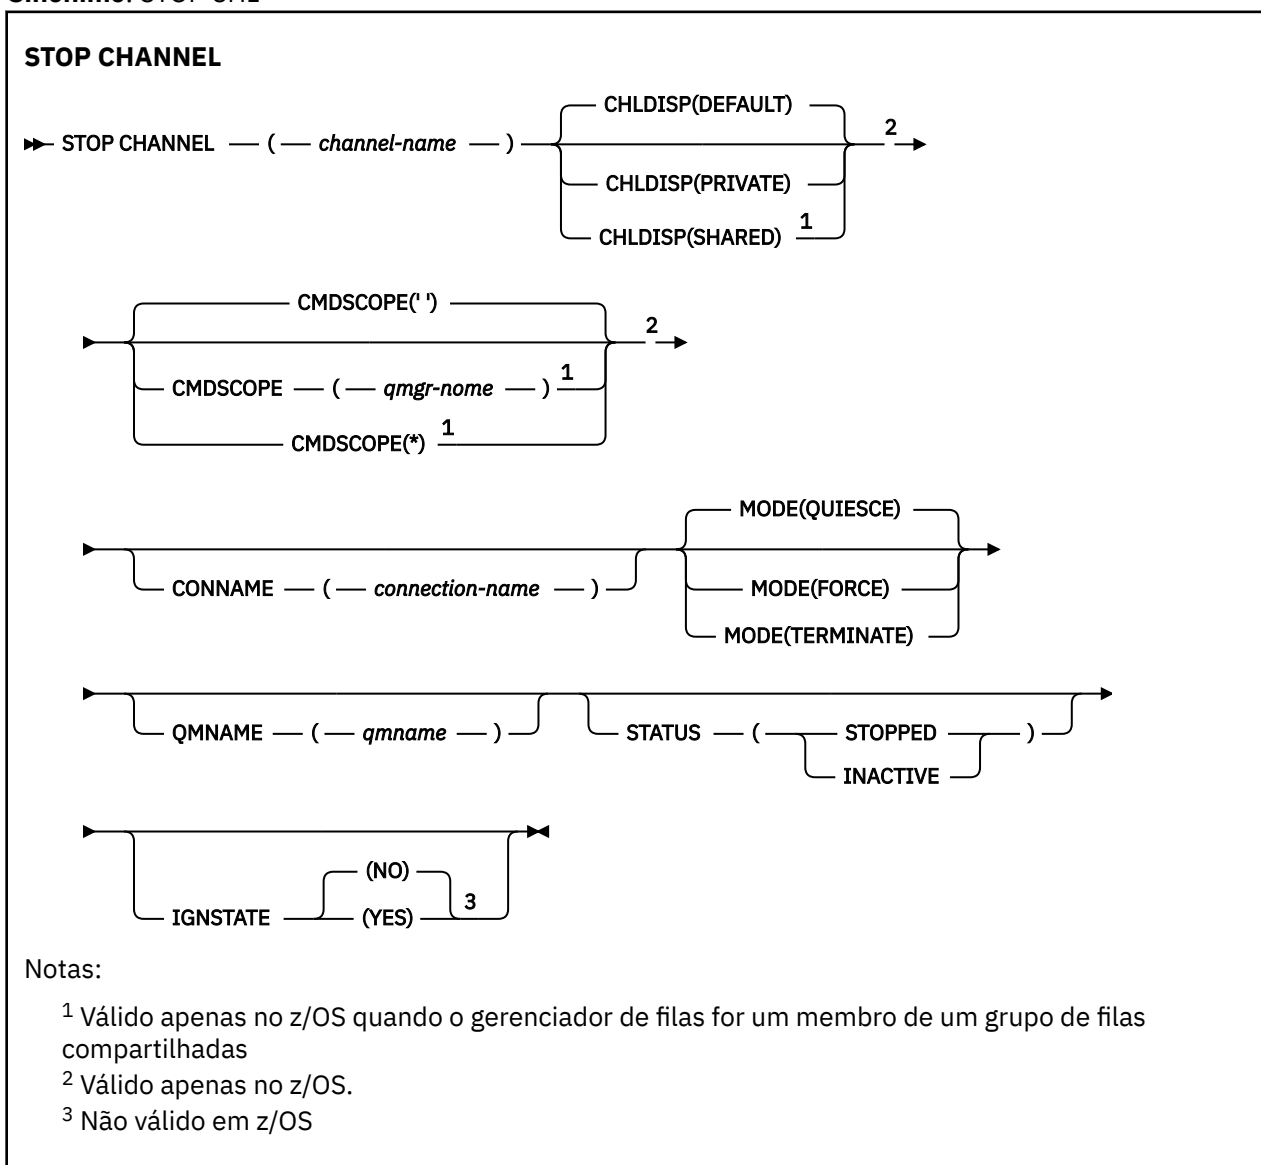 STOP CHANNEL
CHLDISP(DEFAULT)
STOP CHANNEL ( channel-name ) 2
CHLDISP(PRIVATE)
CHLDISP(SHARED) 1
CMDSCOPE(' ')
2
CMDSCOPE ( qmgr-nome ) 1
CMDSCOPE(*) 1
MODE(QUIESCE)
CONNAME ( connection-name ) MODE(FORCE)
MODE(TERMINATE)
QMNAME ( qmname ) STATUS ( STOPPED )
INACTIVE
(NO)
IGNSTATE (YES) 3
Notas:
1 Válido apenas no z/OS quando o gerenciador de filas for um membro de um grupo de filas
compartilhadas
2 Válido apenas no z/OS.
3 Não válido em z/OS